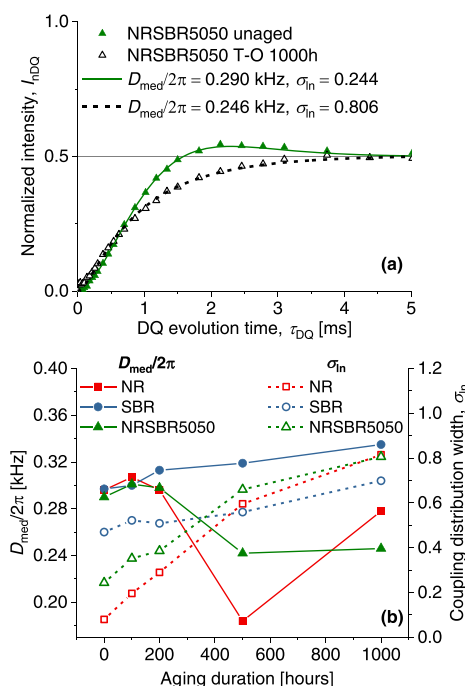 NRSBR5050 unaged
NRSBR5050 T-O 1000h
D_med/2π = 0.290 kHz, σ_ln = 0.244
D_med/2π = 0.246 kHz, σ_ln = 0.806
Normalized intensity, I_nDQ
1.0
0.5
0.0
0 1 2 3 4 5
(a)
DQ evolution time, τ_DQ [ms]
D_med/2π σ_ln
NR NR
SBR SBR
NRSBR5050 NRSBR5050
D_med/2π [kHz]
0.40
0.36
0.32
0.28
0.24
0.20
Coupling distribution width, σ_ln
1.2
1.0
0.8
0.6
0.4
0.2
0.0
(b)
0 200 400 600 800 1000
Aging duration [hours]